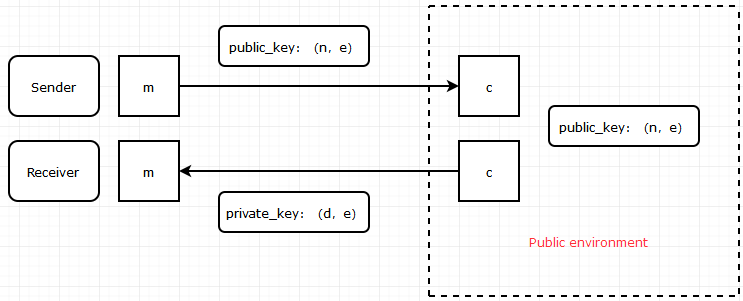 public_key: (n, e)
Sender
m
c
public_key: (n, e)
Receiver
m
c
private_key: (d, e)
Public environment